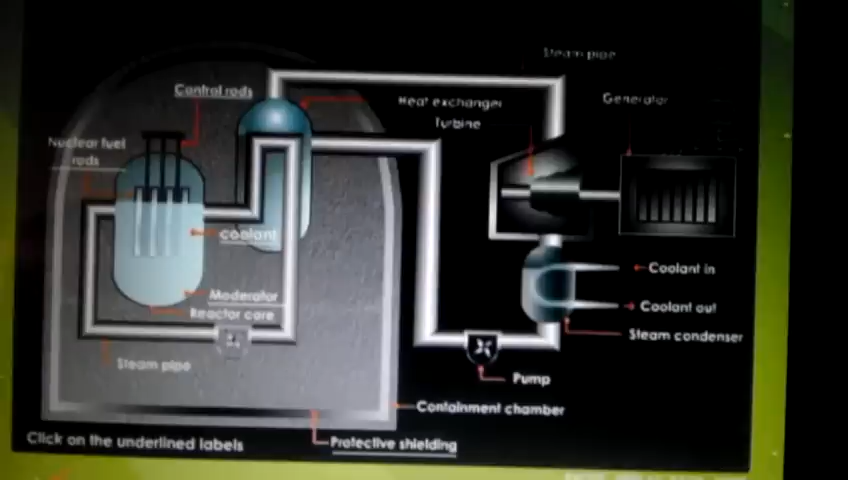 Steam pipe
Control rods
Heat exchanger
Generator
Turbine
Nuclear fuel
rods
coolant
Coolant in
Moderator
Coolant out
Reactor core
Steam condenser
Steam pipe
Pump
Containment chamber
Click on the underlined labels
Protective shielding